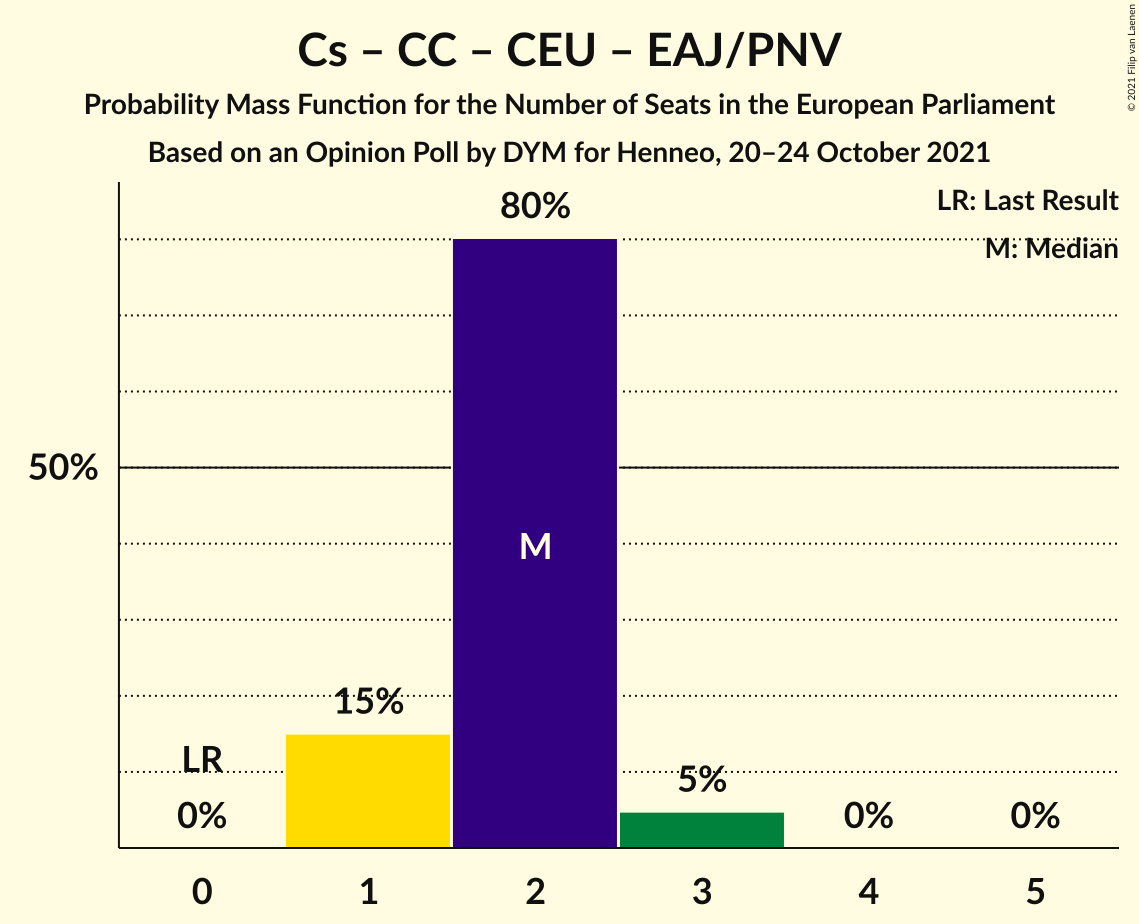 Cs – CC – CEU – EAJ/PNV
Probability Mass Function for the Number of Seats in the European Parliament
Based on an Opinion Poll by DYM for Henneo, 20–24 October 2021
© 2021 Filip van Laenen
LR: Last Result
M: Median
80%
50%
M
15%
LR
5%
0%
0%
0%
0 1 2 3 4 5